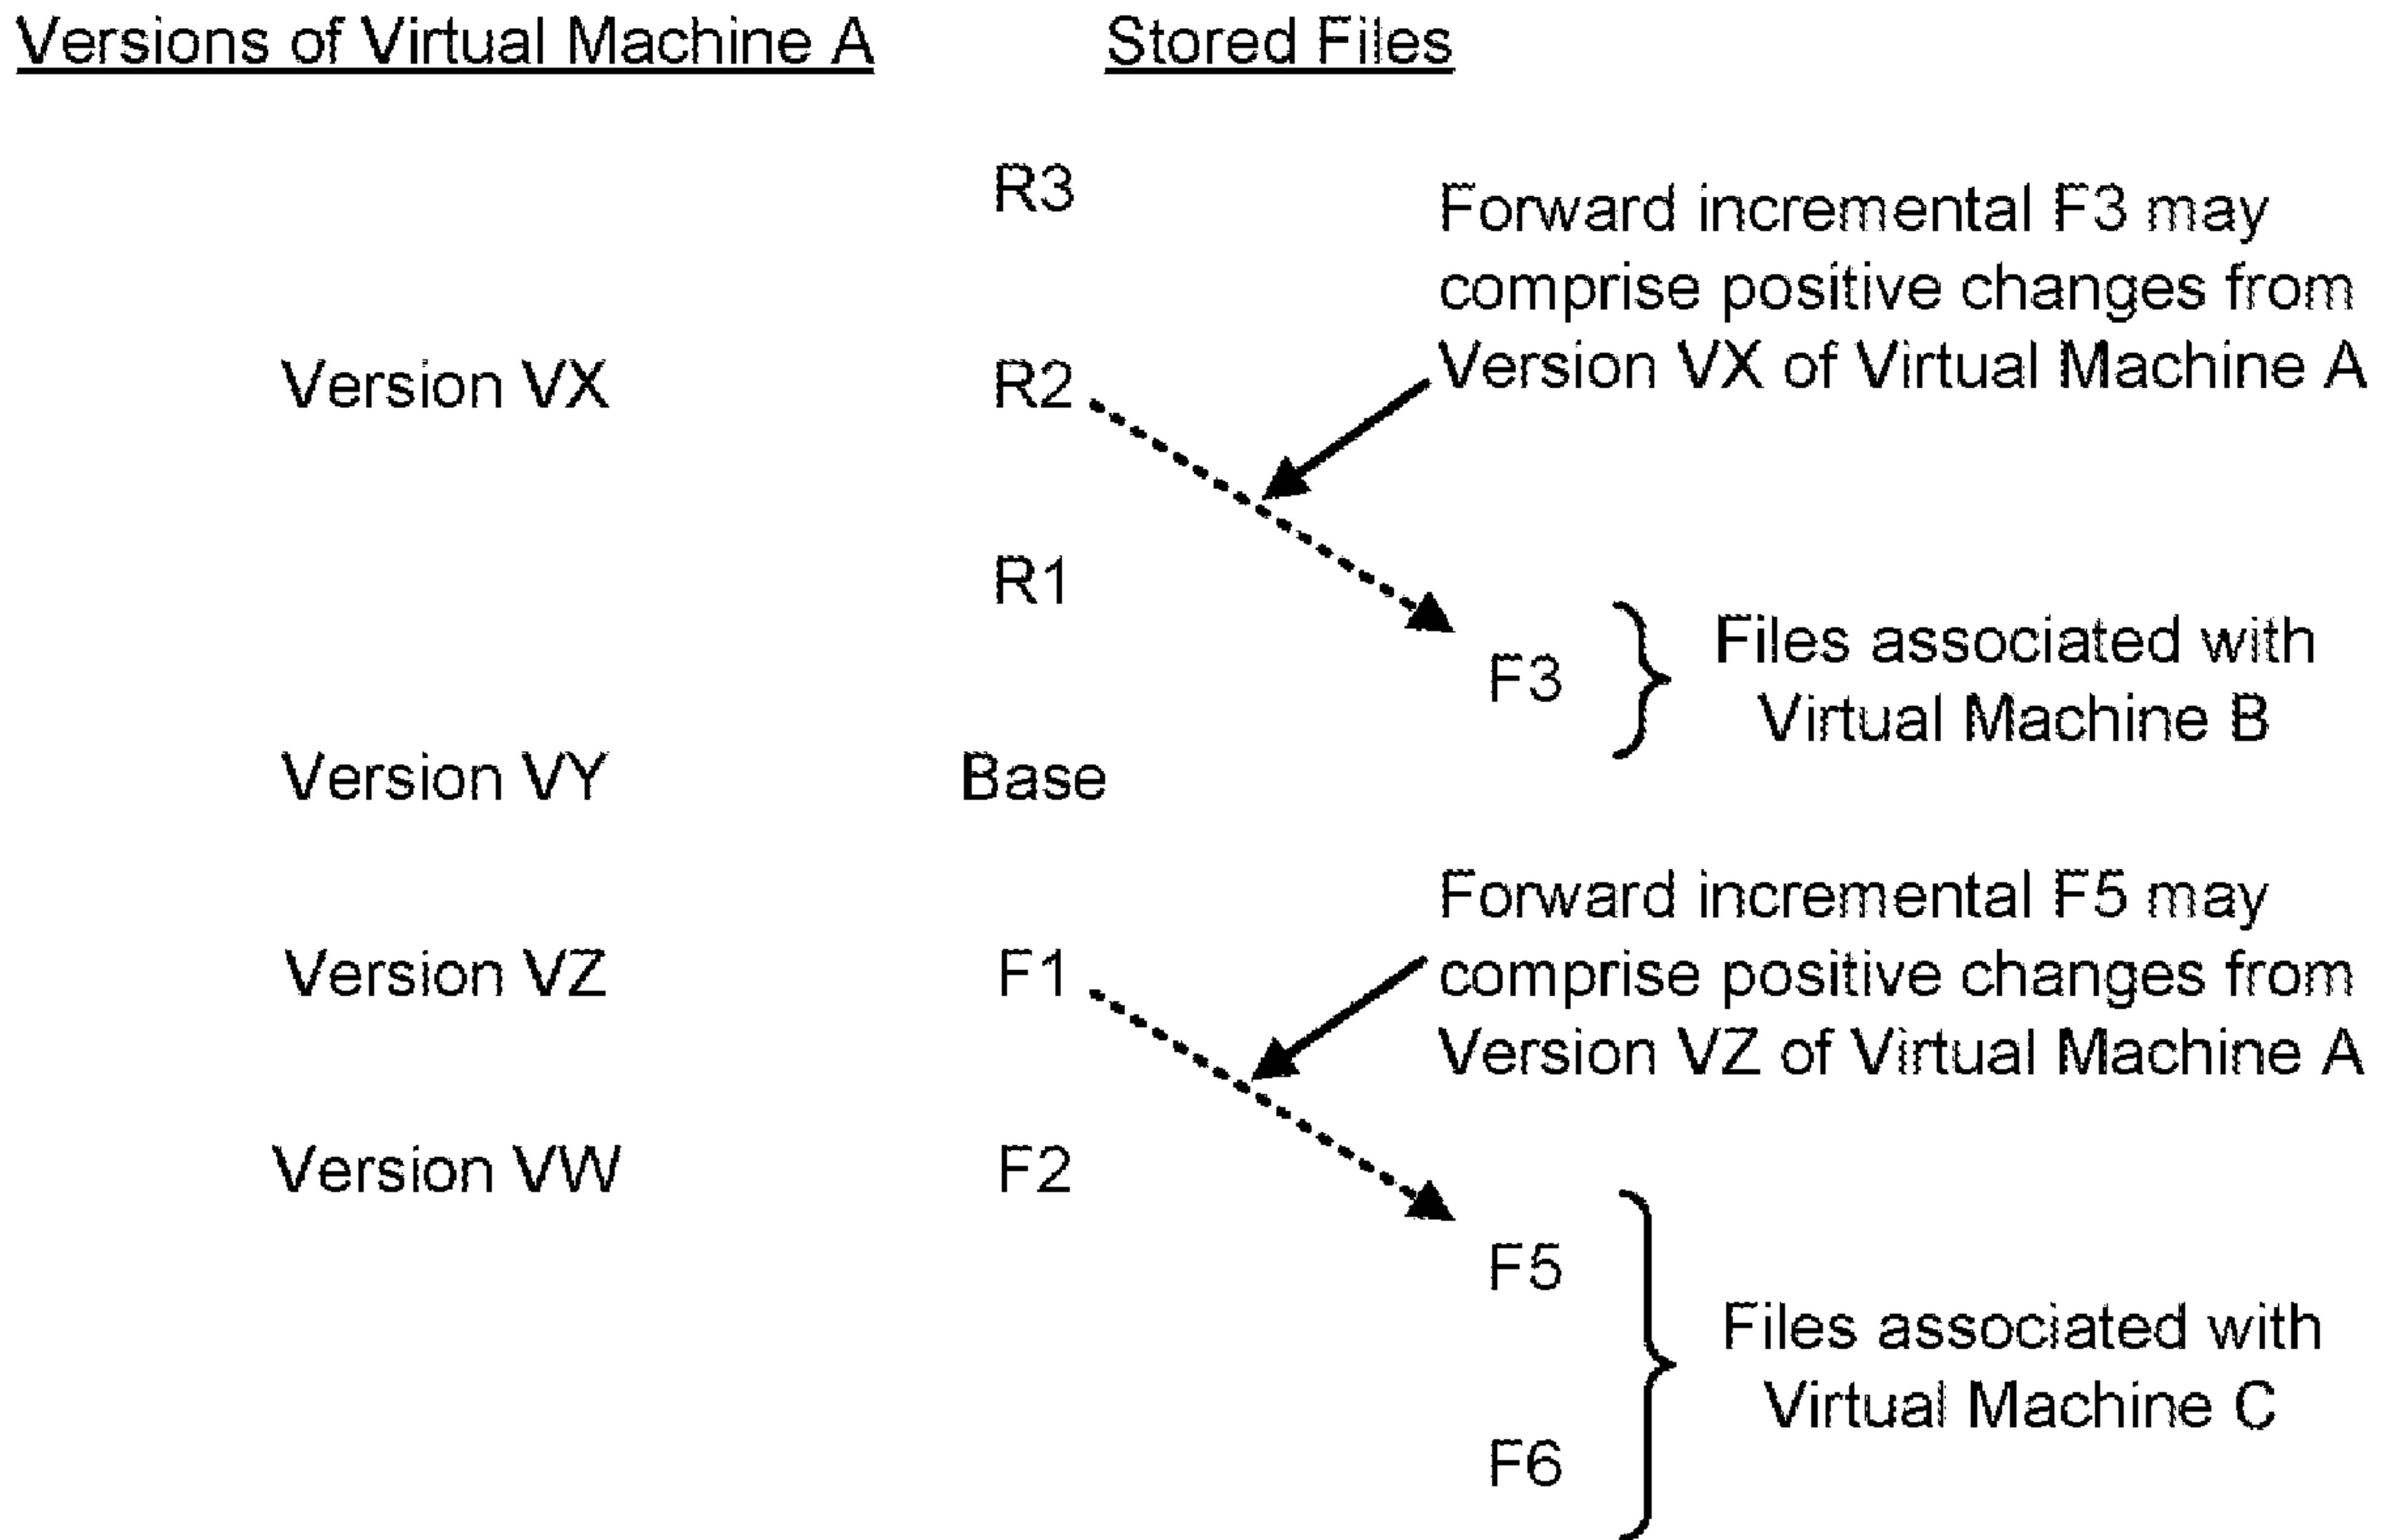 Versions of Virtual Machine A
Stored Files
R3
Forward incremental F3 may
comprise positive changes from
Version VX of Virtual Machine A
Version VX
R2
R1
F3
Files associated with
Virtual Machine B
Version VY
Base
Forward incremental F5 may
comprise positive changes from
Version VZ of Virtual Machine A
Version VZ
F1
Version VW
F2
F5
Files associated with
Virtual Machine C
F6